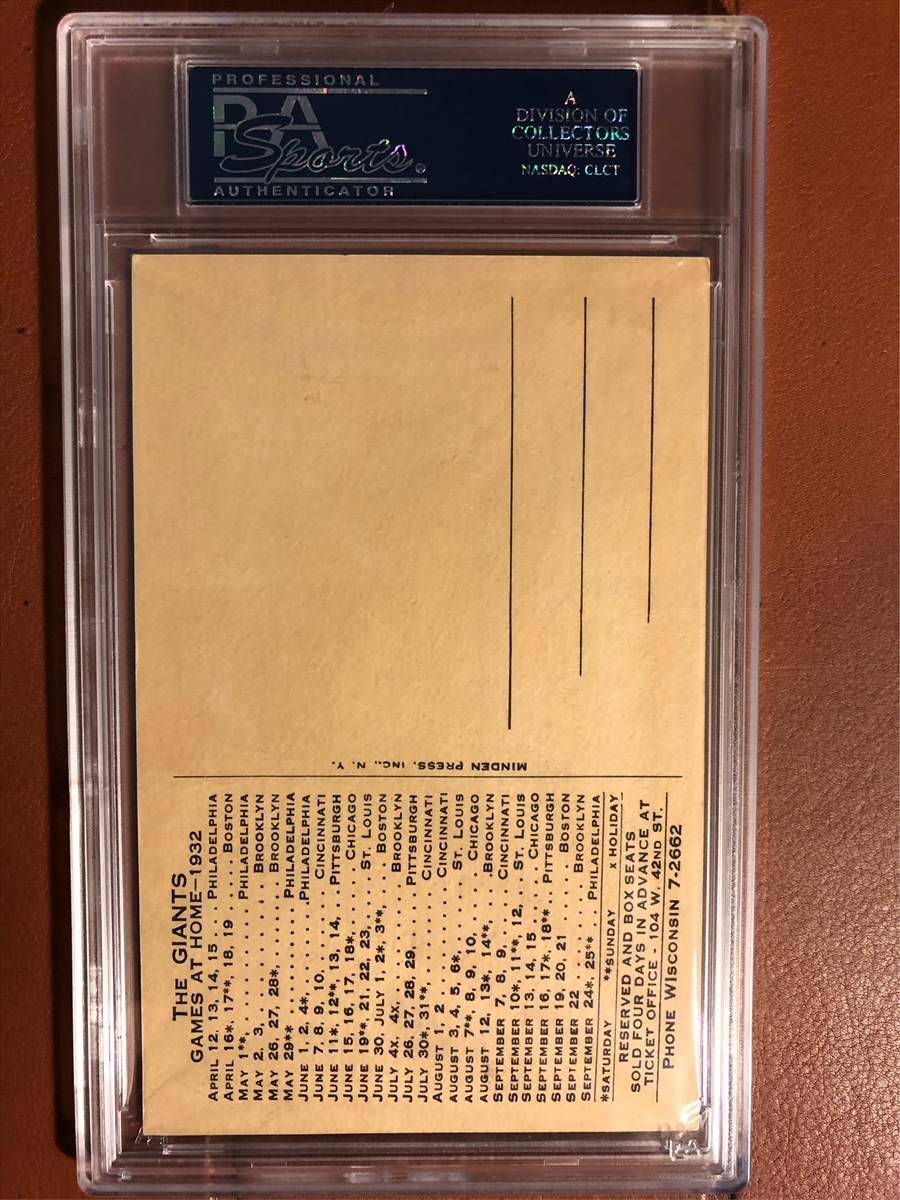 PROFESSIONAL
PSA
Sports®
AUTHENTICATOR
A
DIVISION OF
COLLECTORS
UNIVERSE
NASDAQ: CLCT
MINDEN PRESS, INC., N. Y.
THE GIANTS
GAMES AT HOME—1932
APRIL 12, 13, 14, 15 . . . PHILADELPHIA
APRIL 16*, 17**, 18, 19 . . . . . BOSTON
MAY 1**, . . . . . . . . . . . . PHILADELPHIA
MAY 2, 3, . . . . . . . . . . . . BROOKLYN
MAY 26, 27, 28*, . . . . . . . BROOKLYN
MAY 29** . . . . . . . . . . . PHILADELPHIA
JUNE 1, 2, 4*, . . . . . . . . .PHILADELPHIA
JUNE 7, 8, 9, 10, . . . . . . . CINCINNATI
JUNE 11*, 12**, 13, 14, . . . .PITTSBURGH
JUNE 15, 16, 17, 18*, . . . . . CHICAGO
JUNE 19**, 21, 22, 23, . . . . ST. LOUIS
JUNE 30, JULY 1, 2*, 3**, . . . BOSTON
JULY 4X, 4X, . . . . . . . . . . BROOKLYN
JULY 26, 27, 28, 29, . . . . . PITTSBURGH
JULY 30*, 31**, . . . . . . . . CINCINNATI
AUGUST 1, 2 . . . . . . . . . . CINCINNATI
AUGUST 3, 4, 5, 6*, . . . . . . ST. LOUIS
AUGUST 7**, 8, 9, 10, . . . . . CHICAGO
AUGUST 12, 13*, 14**, . . . . .BROOKLYN
SEPTEMBER 7, 8, 9, . . . . . . CINCINNATI
SEPTEMBER 10*, 11**, 12, . . . ST. LOUIS
SEPTEMBER 13, 14, 15 . . . . . CHICAGO
SEPTEMBER 16, 17*, 18** . . PITTSBURGH
SEPTEMBER 19, 20, 21 . . . . . BOSTON
SEPTEMBER 22 . . . . . . . . . BROOKLYN
SEPTEMBER 24*, 25** . . . PHILADELPHIA
*SATURDAY **SUNDAY X HOLIDAY
RESERVED AND BOX SEATS
SOLD FOUR DAYS IN ADVANCE AT
TICKET OFFICE - 104 W. 42ND ST.
PHONE WISCONSIN 7-2662
PSA